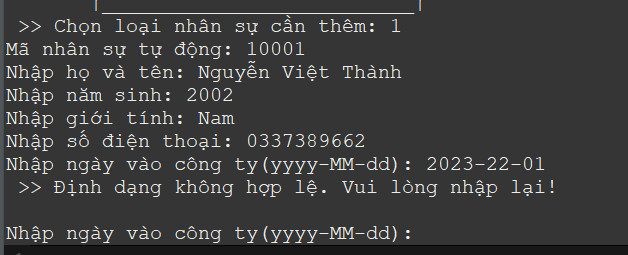 >> Chọn loại nhân sự cần thêm: 1
Mã nhân sự tự động: 10001
Nhập họ và tên: Nguyễn Việt Thành
Nhập năm sinh: 2002
Nhập giới tính: Nam
Nhập số điện thoại: 0337389662
Nhập ngày vào công ty(yyyy-MM-dd): 2023-22-01
>> Định dạng không hợp lệ. Vui lòng nhập lại!
Nhập ngày vào công ty(yyyy-MM-dd):